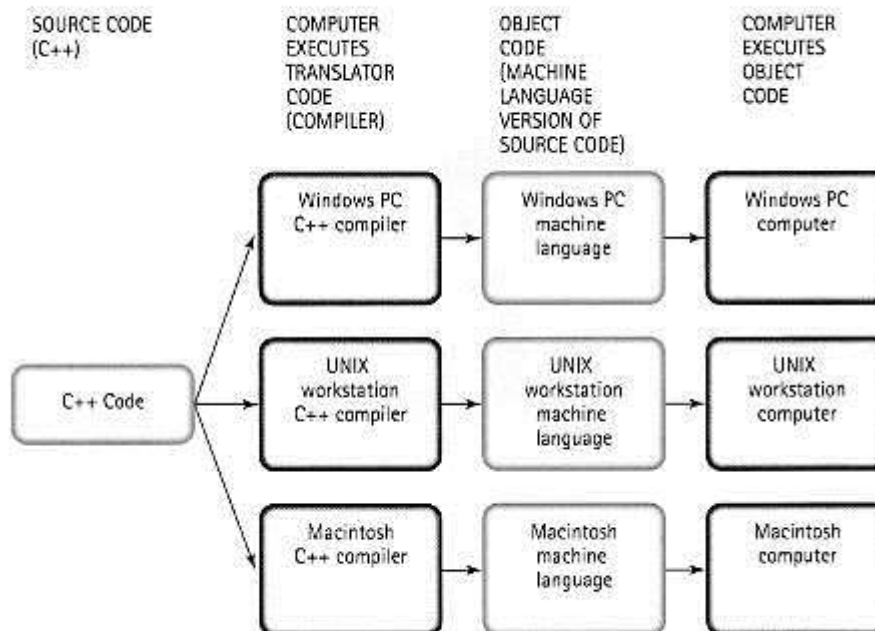 SOURCE CODE
(C++)
COMPUTER
EXECUTES
TRANSLATOR
CODE
(COMPILER)
OBJECT
CODE
(MACHINE
LANGUAGE
VERSION OF
SOURCE CODE)
COMPUTER
EXECUTES
OBJECT
CODE
Windows PC
C++ compiler
Windows PC
machine
language
Windows PC
computer
C++ Code
UNIX
workstation
C++ compiler
UNIX
workstation
machine
language
UNIX
workstation
computer
Macintosh
C++ compiler
Macintosh
machine
language
Macintosh
computer